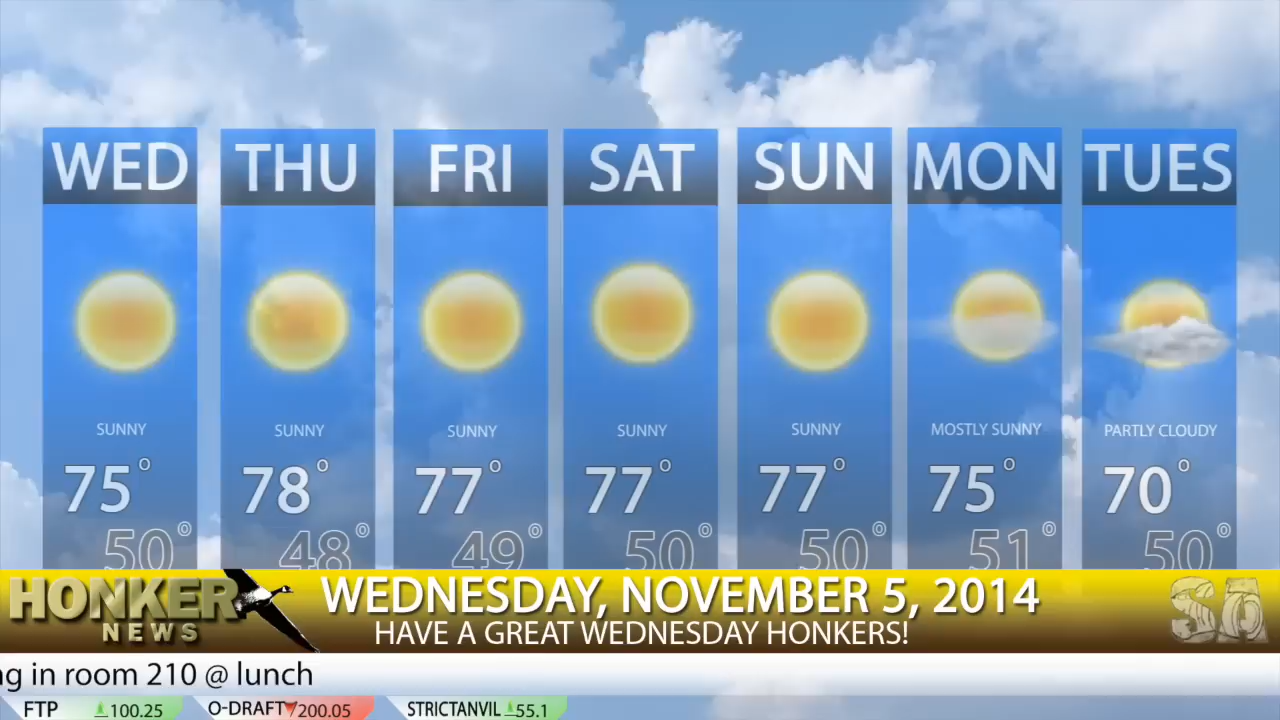 WED THU FRI SAT SUN MON TUES
SUNNY SUNNY SUNNY SUNNY SUNNY MOSTLY SUNNY PARTLY CLOUDY
75° 78° 77° 77° 77° 75° 70°
50° 48° 49° 50° 50° 51° 50°
HONKER
NEWS
WEDNESDAY, NOVEMBER 5, 2014
HAVE A GREAT WEDNESDAY HONKERS!
ng in room 210 @ lunch
FTP 100.25 O-DRAFT 200.05 STRICTANVIL 55.1